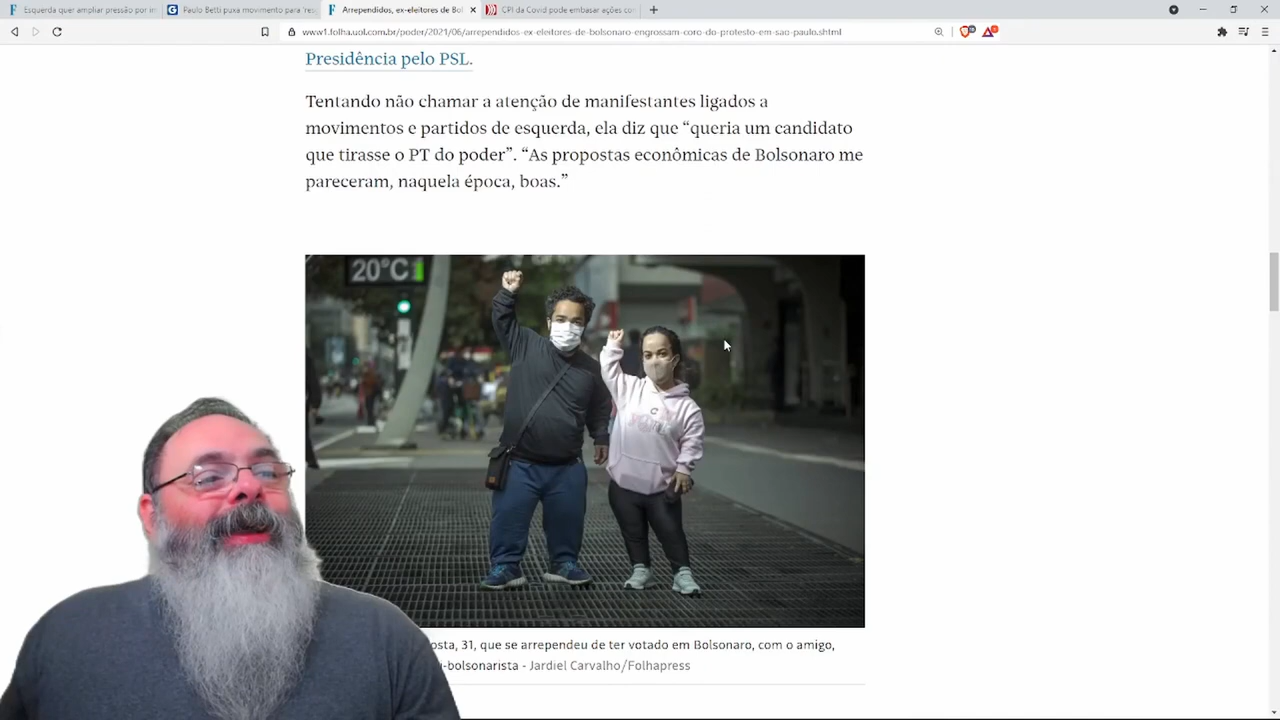 Esquerda quer ampliar pressão por im
Paulo Betti puxa movimento para 'res
Arrependidos, ex-eleitores de Bol
CPI da Covid pode embasar ações co
www1.folha.uol.com.br/poder/2021/06/arrependidos-ex-eleitores-de-bolsonaro-engrossam-coro-do-protesto-em-sao-paulo.shtml
Presidência pelo PSL.
Tentando não chamar a atenção de manifestantes ligados a
movimentos e partidos de esquerda, ela diz que “queria um candidato
que tirasse o PT do poder”. “As propostas econômicas de Bolsonaro me
pareceram, naquela época, boas.”
20°C
osta, 31, que se arrependeu de ter votado em Bolsonaro, com o amigo,
-bolsonarista - Jardiel Carvalho/Folhapress